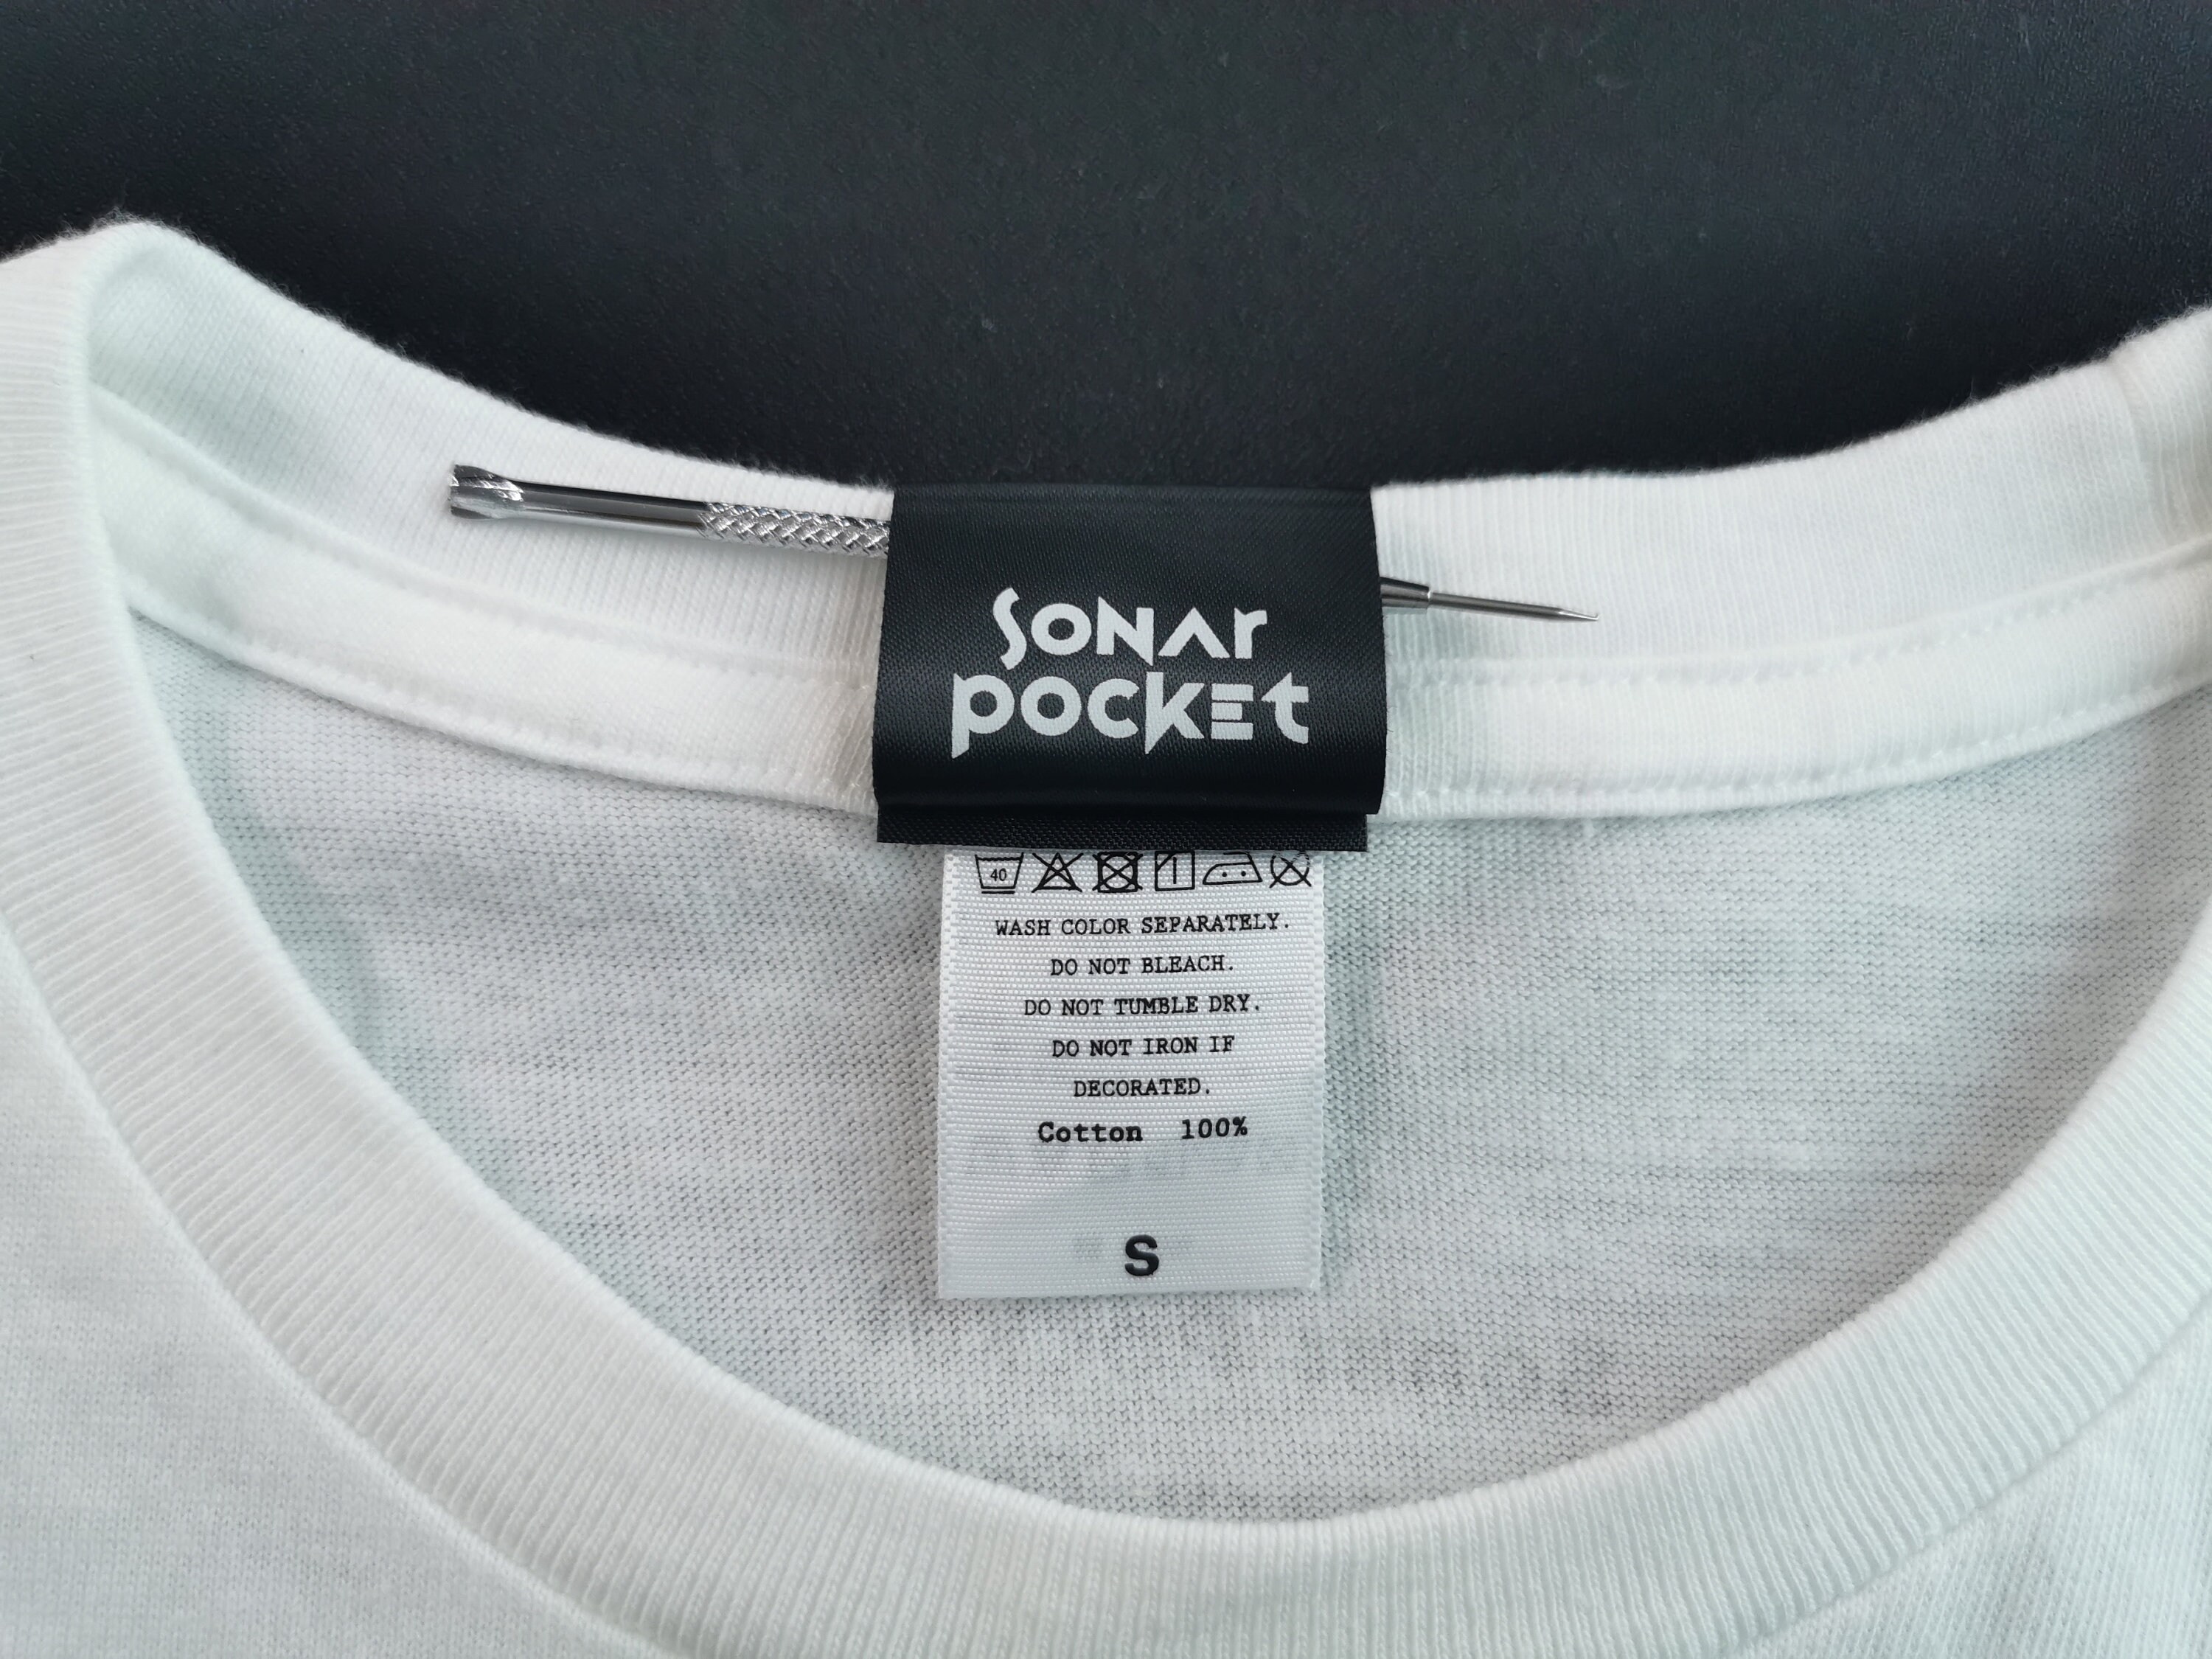 SONAr
POCKET
40
WASH COLOR SEPARATELY.
DO NOT BLEACH.
DO NOT TUMBLE DRY.
DO NOT IRON IF
DECORATED.
Cotton 100%
S